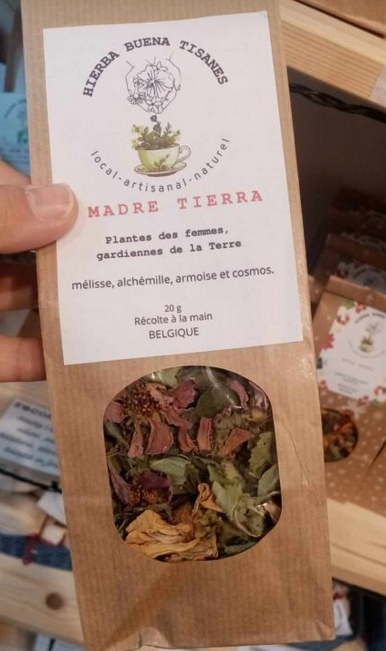 HIERBA BUENA TISANES
local-artisanal-naturel
MADRE TIERRA
Plantes des femmes,
gardiennes de la Terre
mélisse, alchémille, armoise et cosmos.
20 g
Récolte à la main
BELGIQUE